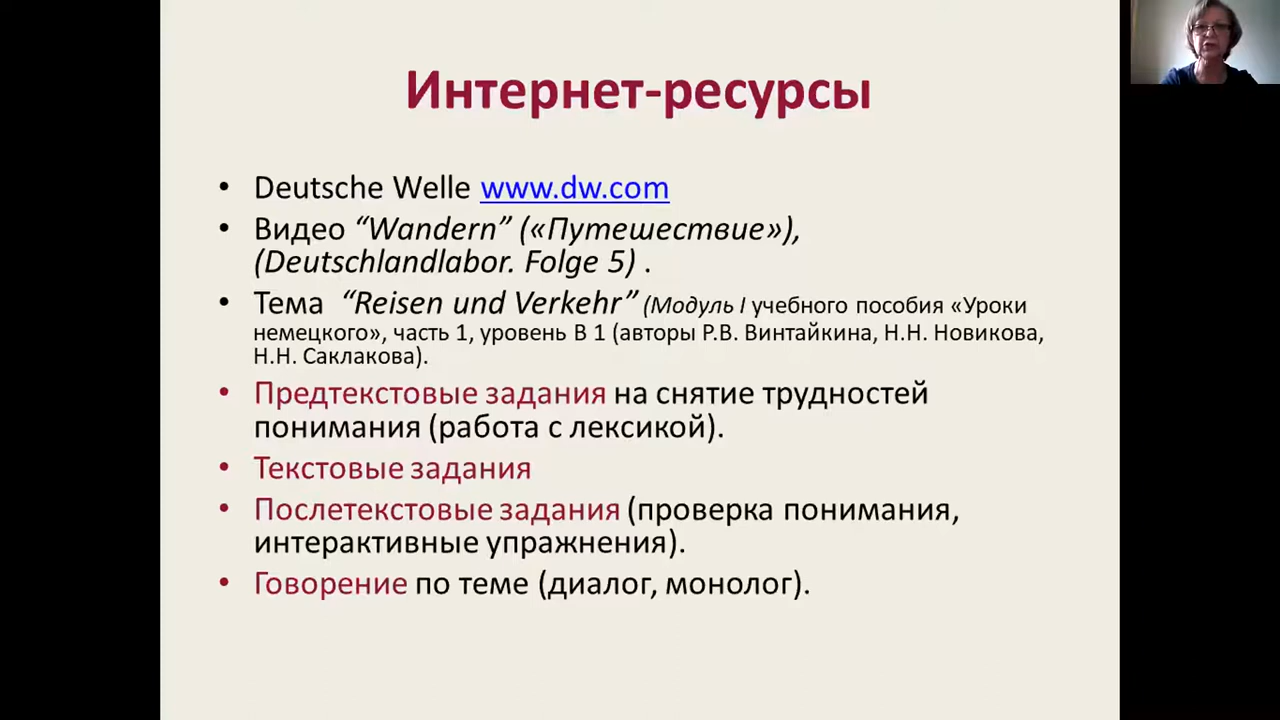 Интернет-ресурсы
• Deutsche Welle www.dw.com
• Видео “Wandern” («Путешествие»),
(Deutschlandlabor. Folge 5) .
• Тема “Reisen und Verkehr” (Модуль I учебного пособия «Уроки
немецкого», часть 1, уровень В 1 (авторы Р.В. Винтайкина, Н.Н. Новикова,
Н.Н. Саклакова).
• Предтекстовые задания на снятие трудностей
понимания (работа с лексикой).
• Текстовые задания
• Послетекстовые задания (проверка понимания,
интерактивные упражнения).
• Говорение по теме (диалог, монолог).